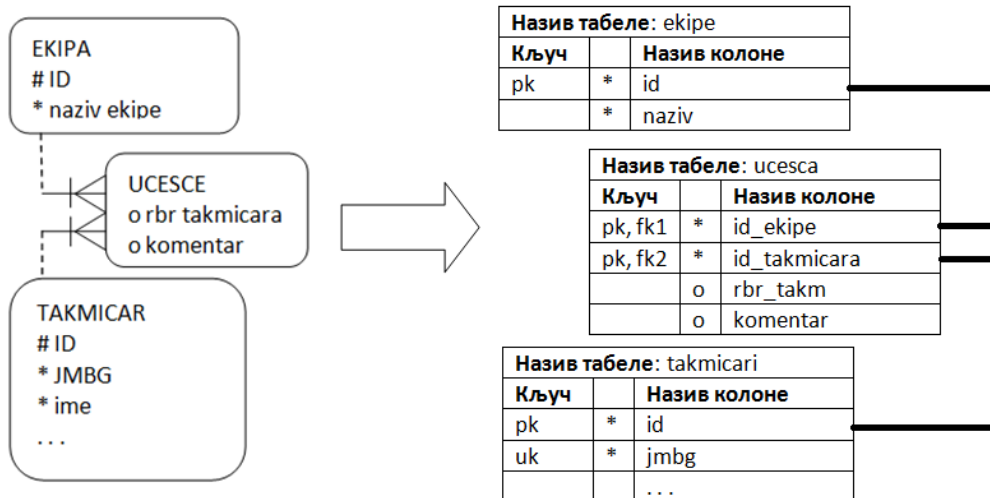 EKIPA
# ID
* naziv ekipe
UCESCE
o rbr takmicara
o komentar
TAKMICAR
# ID
* JMBG
* ime
. . .
Назив табеле: ekipe
Кључ Назив колоне
pk * id
* naziv
Назив табеле: ucesca
Кључ Назив колоне
pk, fk1 * id_ekipe
pk, fk2 * id_takmicara
o rbr_takm
o komentar
Назив табеле: takmicari
Кључ Назив колоне
pk * id
uk * jmbg
. . .